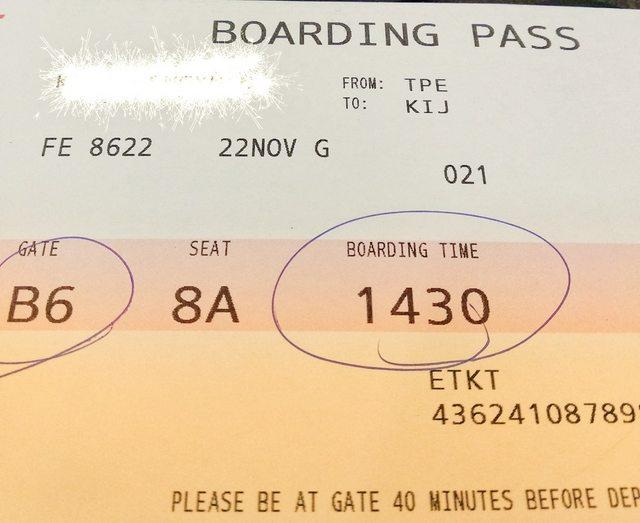 BOARDING PASS
FROM: TPE
TO: KIJ
FE 8622 22NOV G
021
GATE SEAT BOARDING TIME
B6 8A 1430
ETKT
43624108789
PLEASE BE AT GATE 40 MINUTES BEFORE DEP